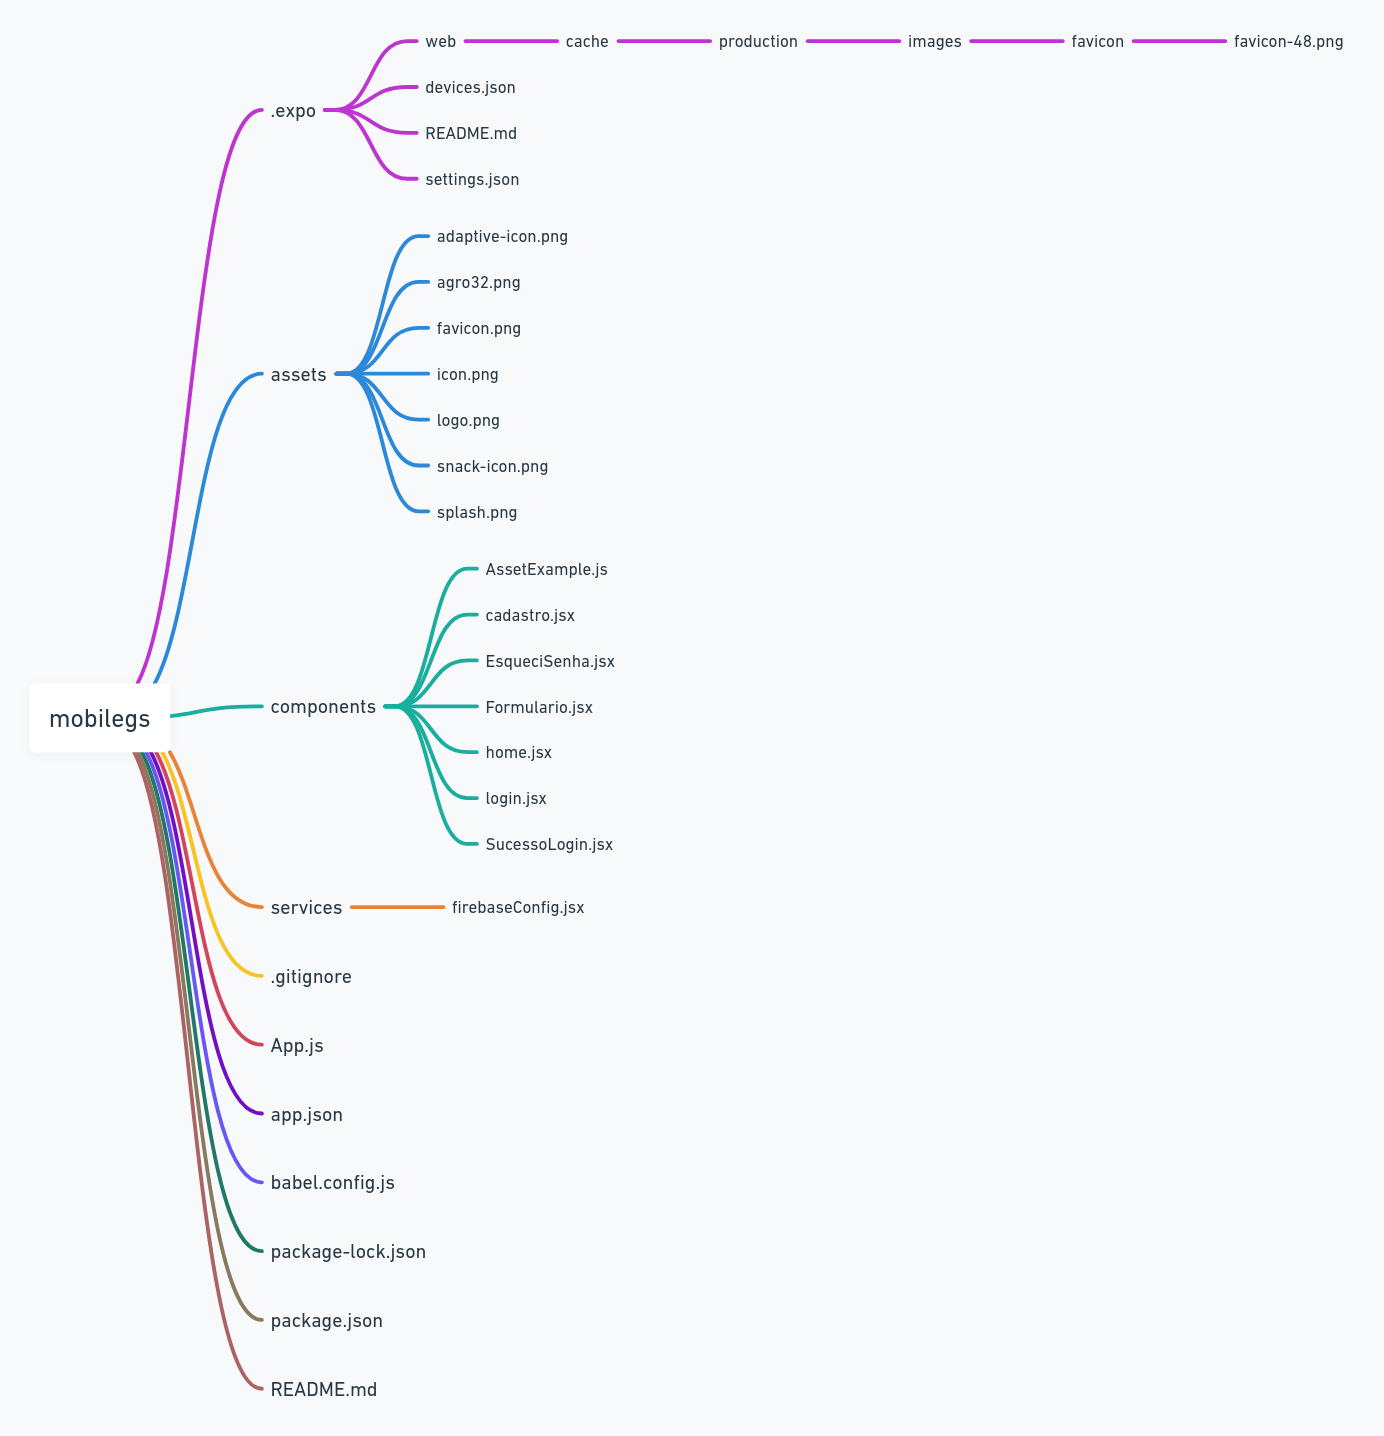 mobilegs
.expo
web
cache
production
images
favicon
favicon-48.png
devices.json
README.md
settings.json
assets
adaptive-icon.png
agro32.png
favicon.png
icon.png
logo.png
snack-icon.png
splash.png
components
AssetExample.js
cadastro.jsx
EsqueciSenha.jsx
Formulario.jsx
home.jsx
login.jsx
SucessoLogin.jsx
services
firebaseConfig.jsx
.gitignore
App.js
app.json
babel.config.js
package-lock.json
package.json
README.md